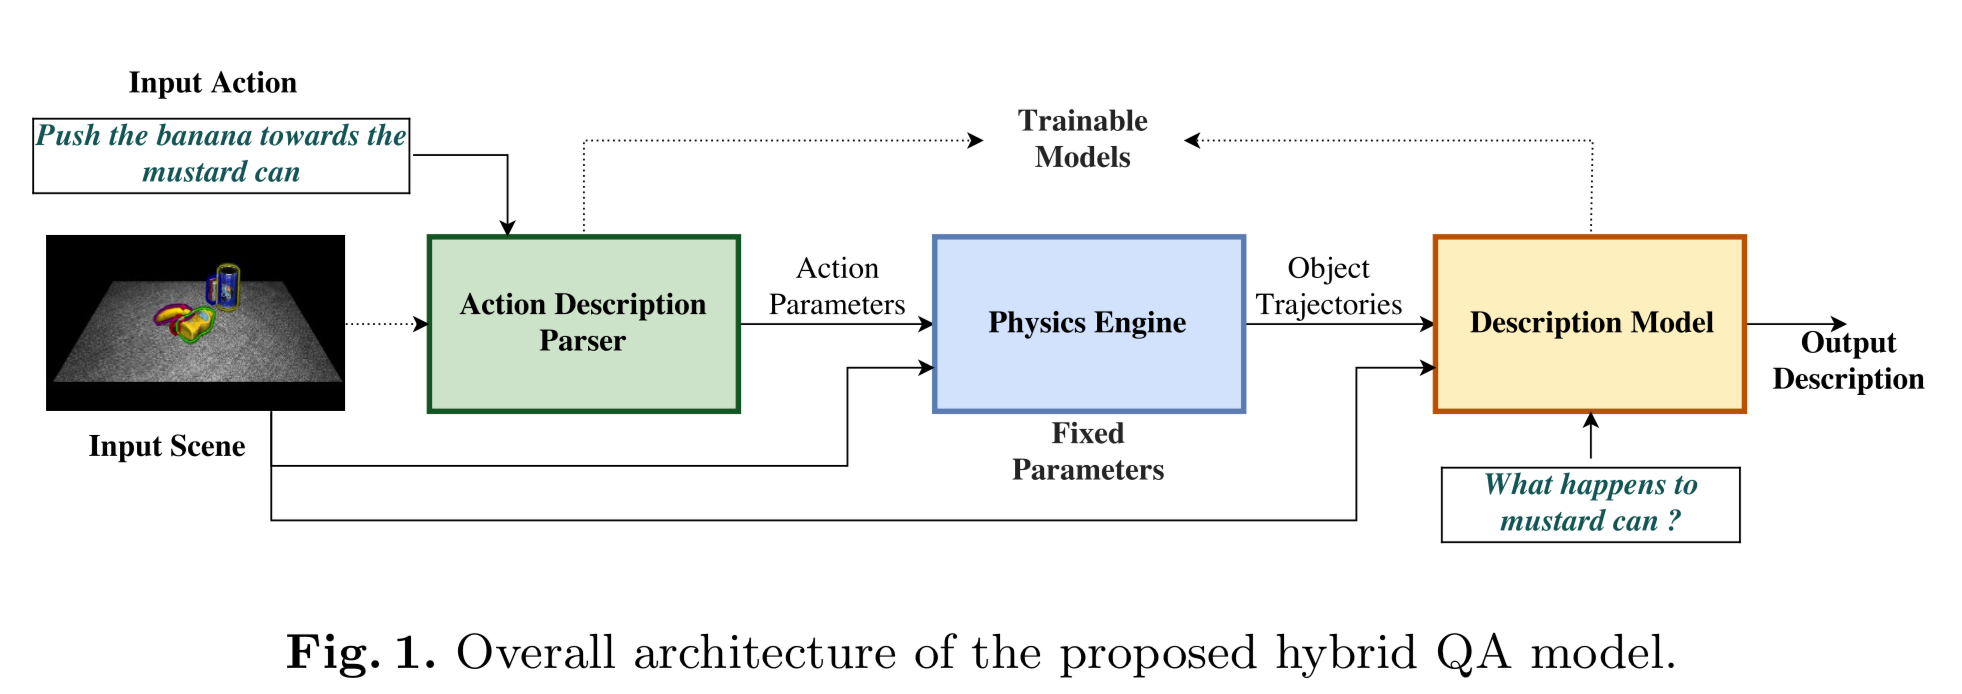 Input Action
Push the banana towards the
mustard can
Trainable
Models
Action Description
Parser
Action
Parameters
Physics Engine
Object
Trajectories
Description Model
Output
Description
Input Scene
Fixed
Parameters
What happens to
mustard can ?
Fig. 1. Overall architecture of the proposed hybrid QA model.